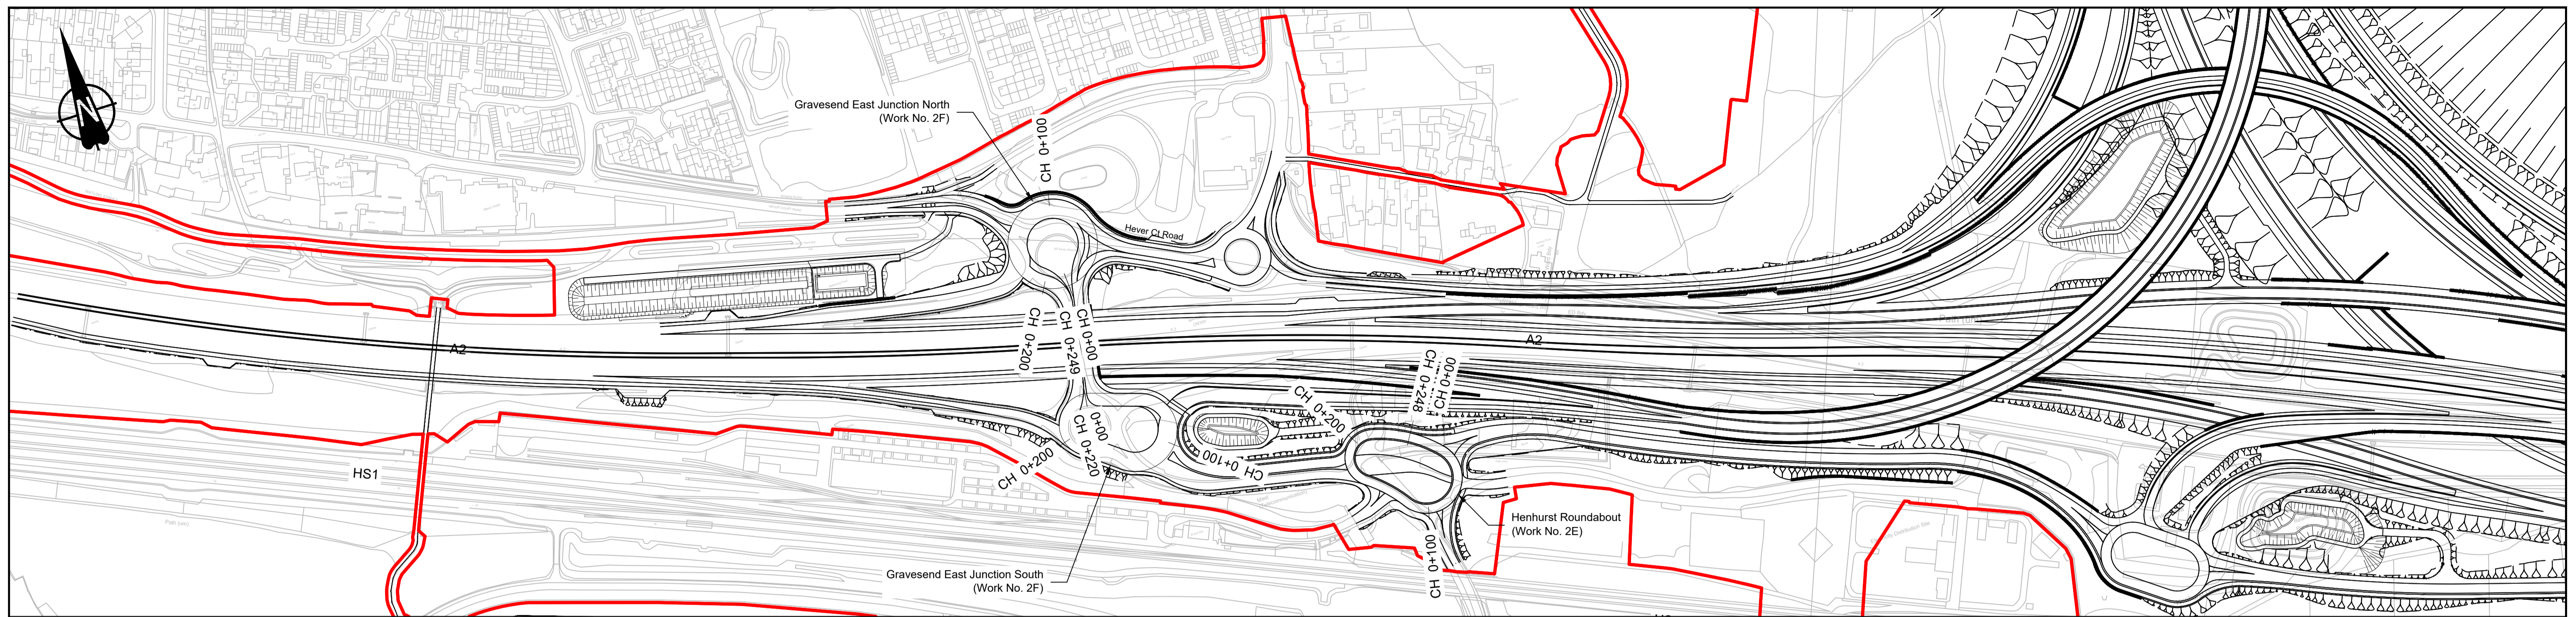 N
Gravesend East Junction North
(Work No. 2F)
CH 0+100
Hever Ct Road
A2
CH 0+200
CH 0+249
CH 0+00
A2
CH 0+248
CH 0+00
CH 0+200
0+00
CH 0+220
CH 0+200
CH 0+100
HS1
Henhurst Roundabout
(Work No. 2E)
CH 0+100
Gravesend East Junction South
(Work No. 2F)
Path (um)